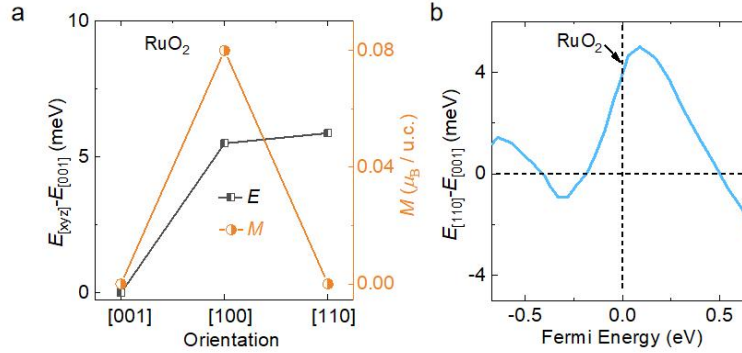 a
RuO₂
E[xyz]-E[001] (meV)
10
5
0
E
M
M (μB / u.c.)
0.08
0.04
0.00
[001]
[100]
[110]
Orientation
b
RuO₂
E[110]-E[001] (meV)
4
0
-4
-0.5
0.0
0.5
Fermi Energy (eV)